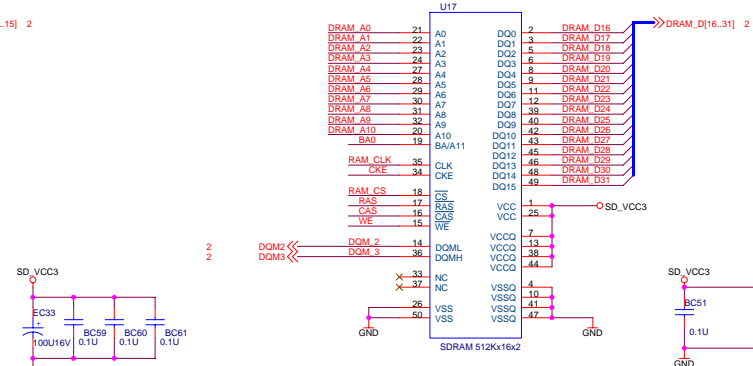 U17
..15] 2
DRAM_A0 21 A0 DQ0 2 DRAM_D16 DRAM_D[16..31] 2
DRAM_A1 22 A1 DQ1 3 DRAM_D17
DRAM_A2 23 A2 DQ2 5 DRAM_D18
DRAM_A3 24 A3 DQ3 6 DRAM_D19
DRAM_A4 27 A4 DQ4 8 DRAM_D20
DRAM_A5 28 A5 DQ5 9 DRAM_D21
DRAM_A6 29 A6 DQ6 11 DRAM_D22
DRAM_A7 30 A7 DQ7 12 DRAM_D23
DRAM_A8 31 A8 DQ8 39 DRAM_D24
DRAM_A9 32 A9 DQ9 40 DRAM_D25
DRAM_A10 20 A10 DQ10 42 DRAM_D26
BA0 19 BA/A11 DQ11 43 DRAM_D27
DQ12 45 DRAM_D28
RAM_CLK 35 CLK DQ13 46 DRAM_D29
CKE 34 CKE DQ14 48 DRAM_D30
DQ15 49 DRAM_D31
RAM_CS 18 CS
RAS 17 RAS VCC 1 SD_VCC3
CAS 16 CAS VCC 25
WE 15 WE
VCCQ 7
2 DQM2 DQM_2 14 DQML VCCQ 13
2 DQM3 DQM_3 36 DQMH VCCQ 38
VCCQ 44
33 NC
37 NC VSSQ 4
VSSQ 10
26 VSS VSSQ 41
50 VSS VSSQ 47
GND
GND
SDRAM 512Kx16x2
SD_VCC3
EC33
+
100U16V
BC59
0.1U
BC60
0.1U
BC61
0.1U
SD_VCC3
BC51
0.1U
GND